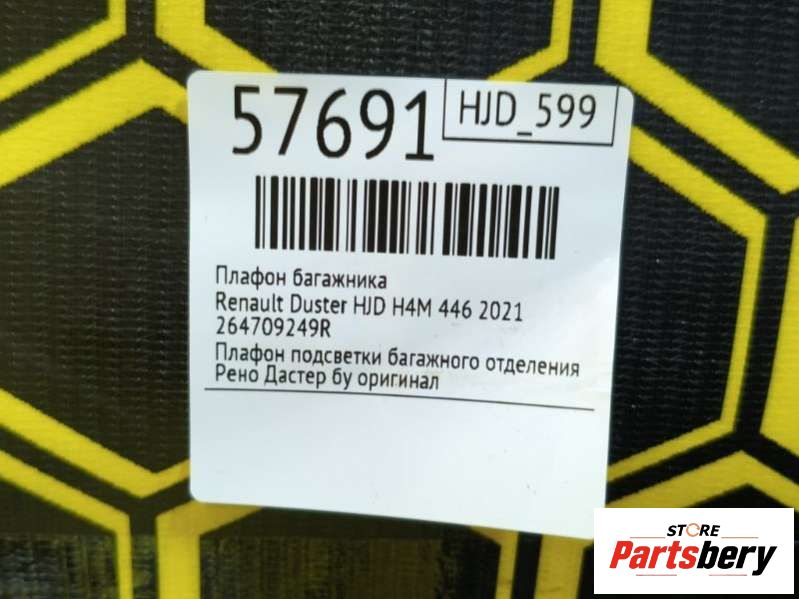 57691
HJD_599
Плафон багажника
Renault Duster HJD H4M 446 2021
264709249R
Плафон подсветки багажного отделения
Рено Дастер бу оригинал
STORE
Partsbery